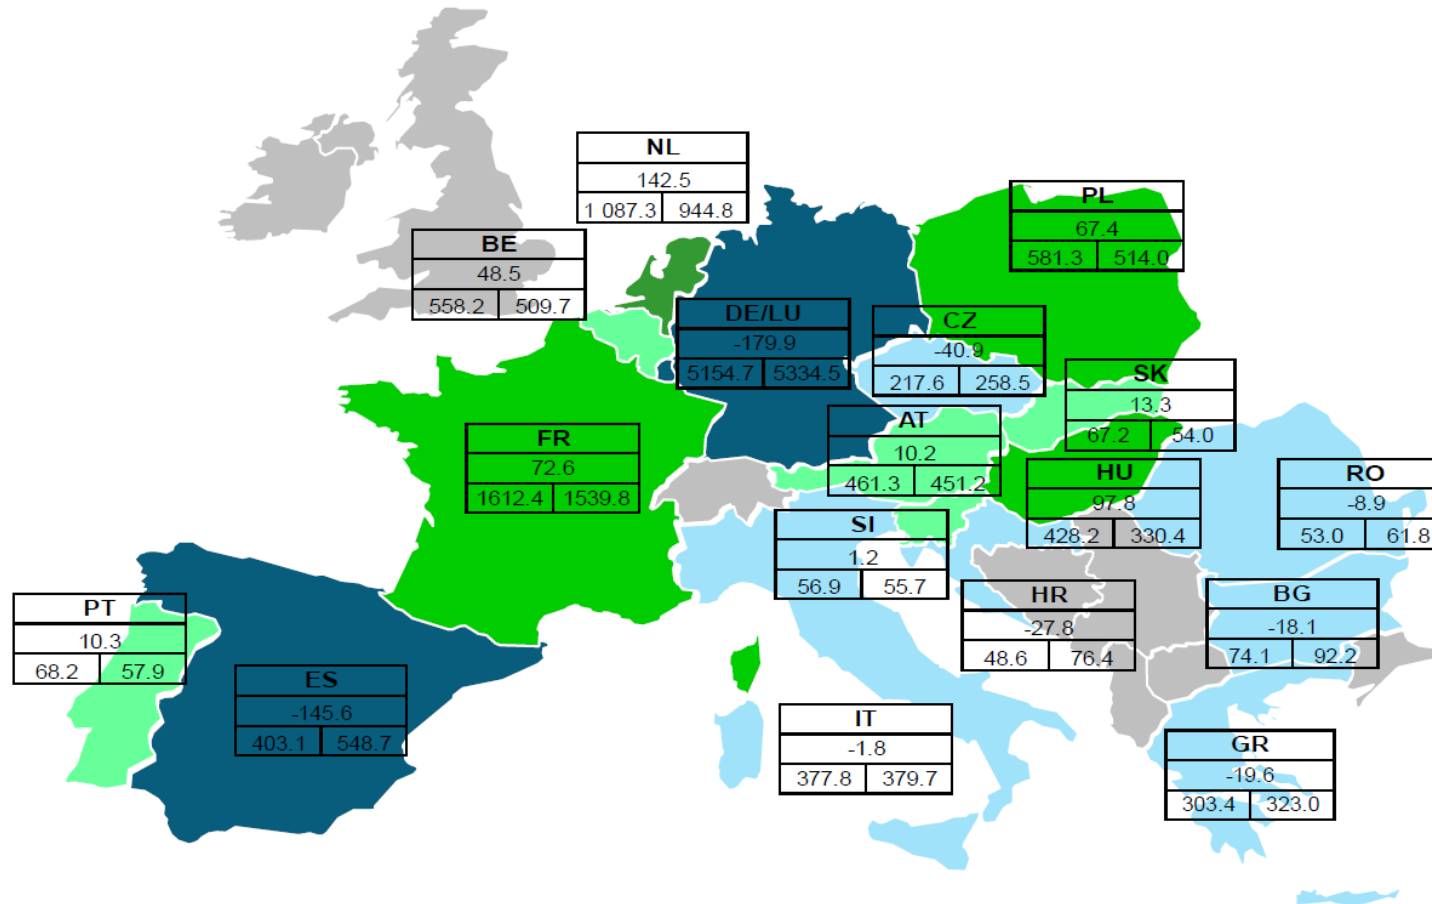 NL
142.5
1 087.3 944.8
PL
67.4
581.3 514.0
BE
48.5
558.2 509.7
DE/LU
-179.9
5154.7 5334.5
CZ
-40.9
217.6 258.5
SK
13.3
67.2 54.0
AT
10.2
461.3 451.2
FR
72.6
1612.4 1539.8
HU
97.8
428.2 330.4
RO
-8.9
53.0 61.8
SI
1.2
56.9 55.7
HR
-27.8
48.6 76.4
BG
-18.1
74.1 92.2
PT
10.3
68.2 57.9
ES
-145.6
403.1 548.7
IT
-1.8
377.8 379.7
GR
-19.6
303.4 323.0